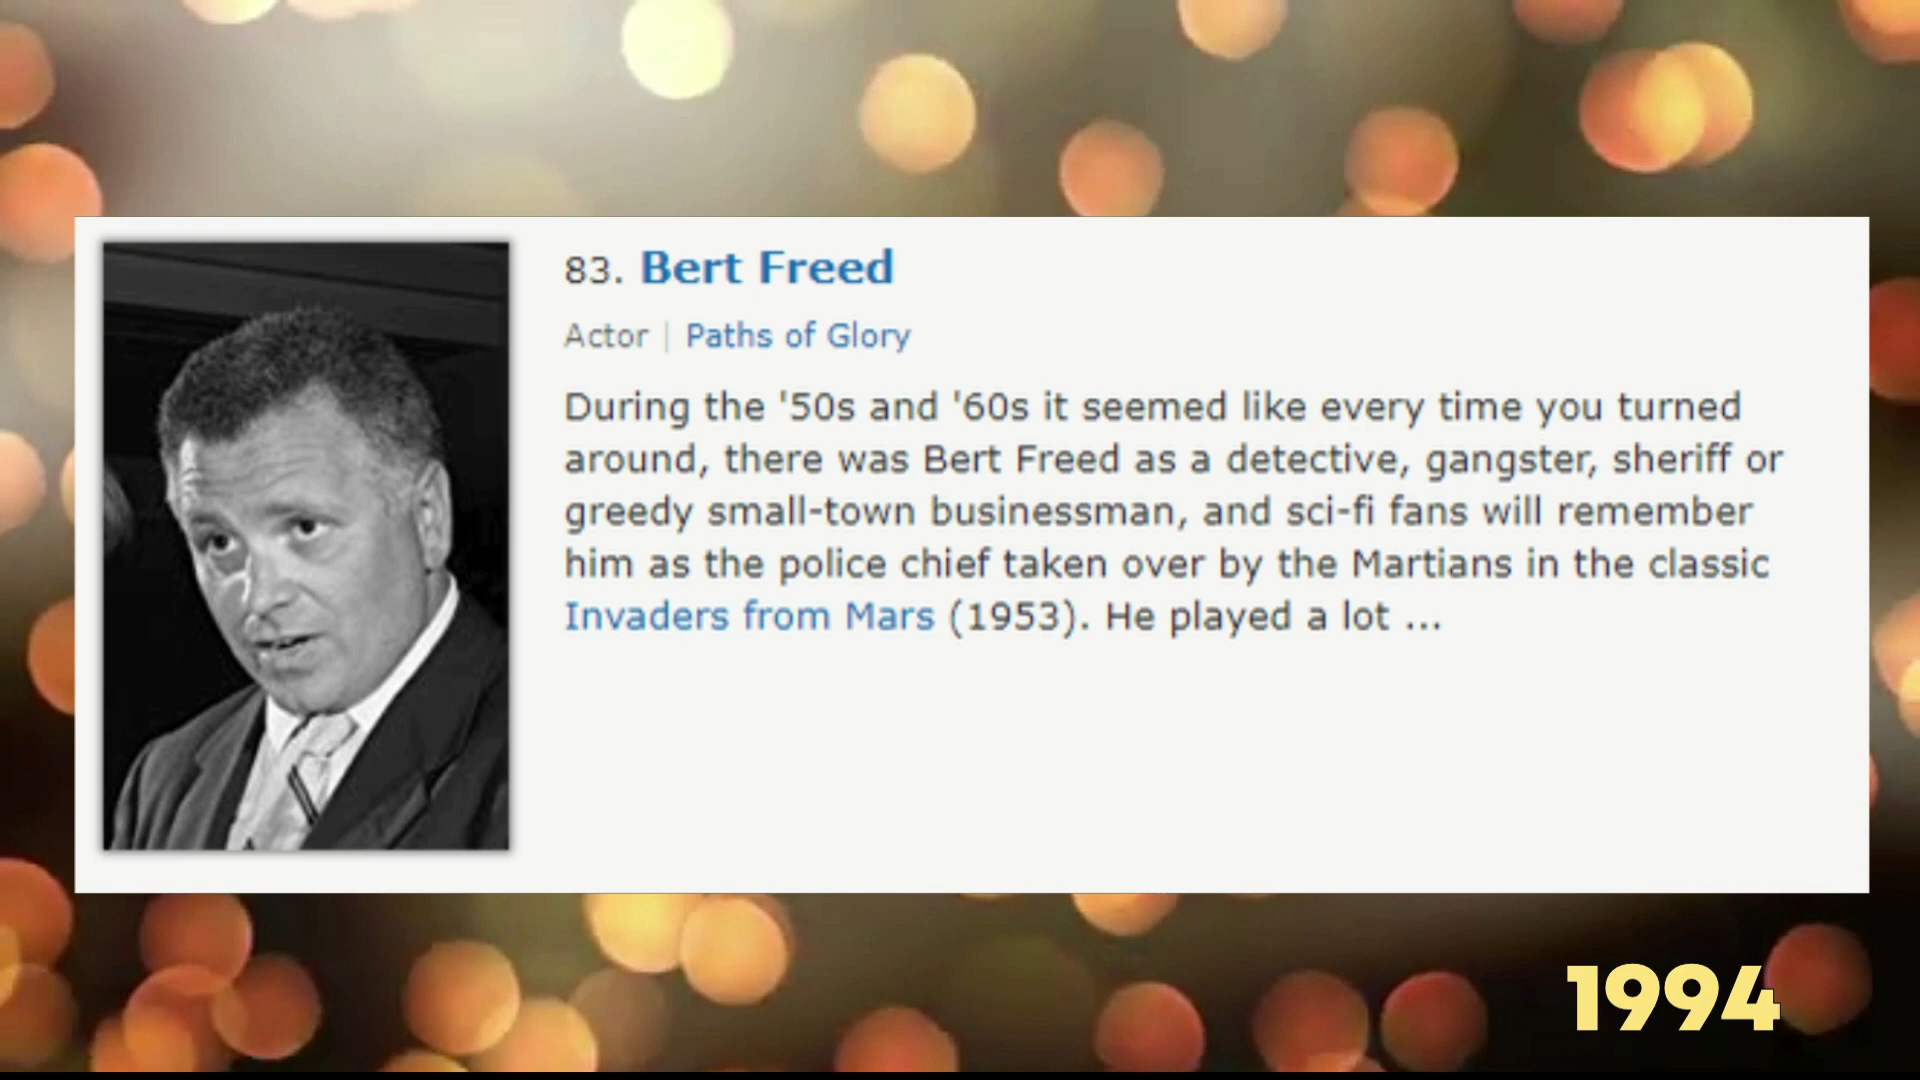 83. Bert Freed
Actor | Paths of Glory
During the '50s and '60s it seemed like every time you turned
around, there was Bert Freed as a detective, gangster, sheriff or
greedy small-town businessman, and sci-fi fans will remember
him as the police chief taken over by the Martians in the classic
Invaders from Mars (1953). He played a lot ...
1994